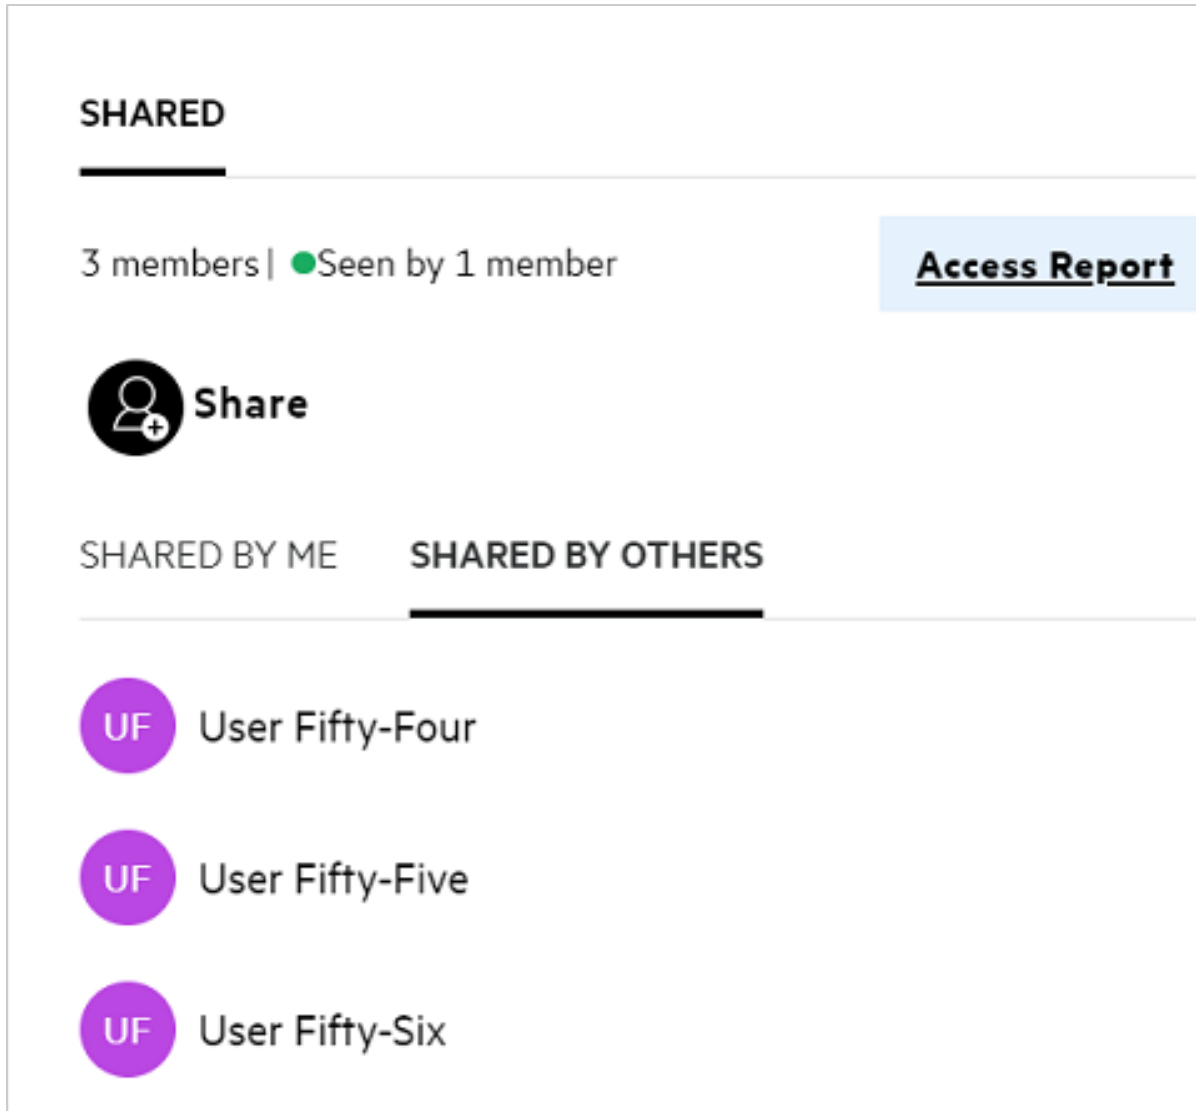 SHARED
3 members| Seen by 1 member Access Report
Share
SHARED BY ME SHARED BY OTHERS
UF User Fifty-Four
UF User Fifty-Five
UF User Fifty-Six